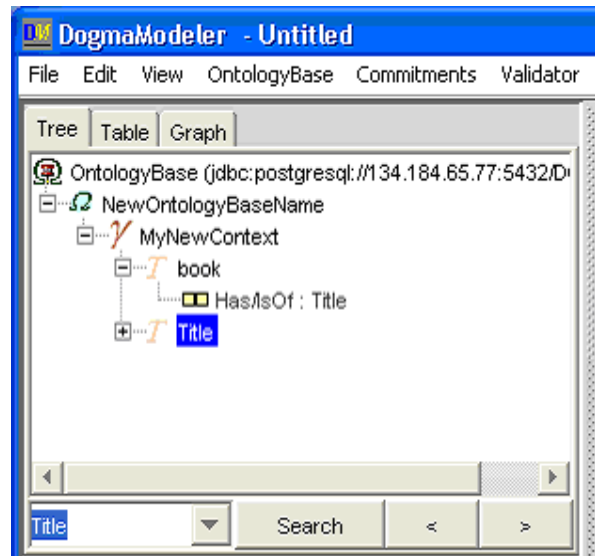 DM DogmaModeler - Untitled
File Edit View OntologyBase Commitments Validator
Tree Table Graph
OntologyBase (jdbc:postgresql://134.184.65.77:5432/D
Ω NewOntologyBaseName
γ MyNewContext
T book
Has/IsOf : Title
T Title
Title Search < >